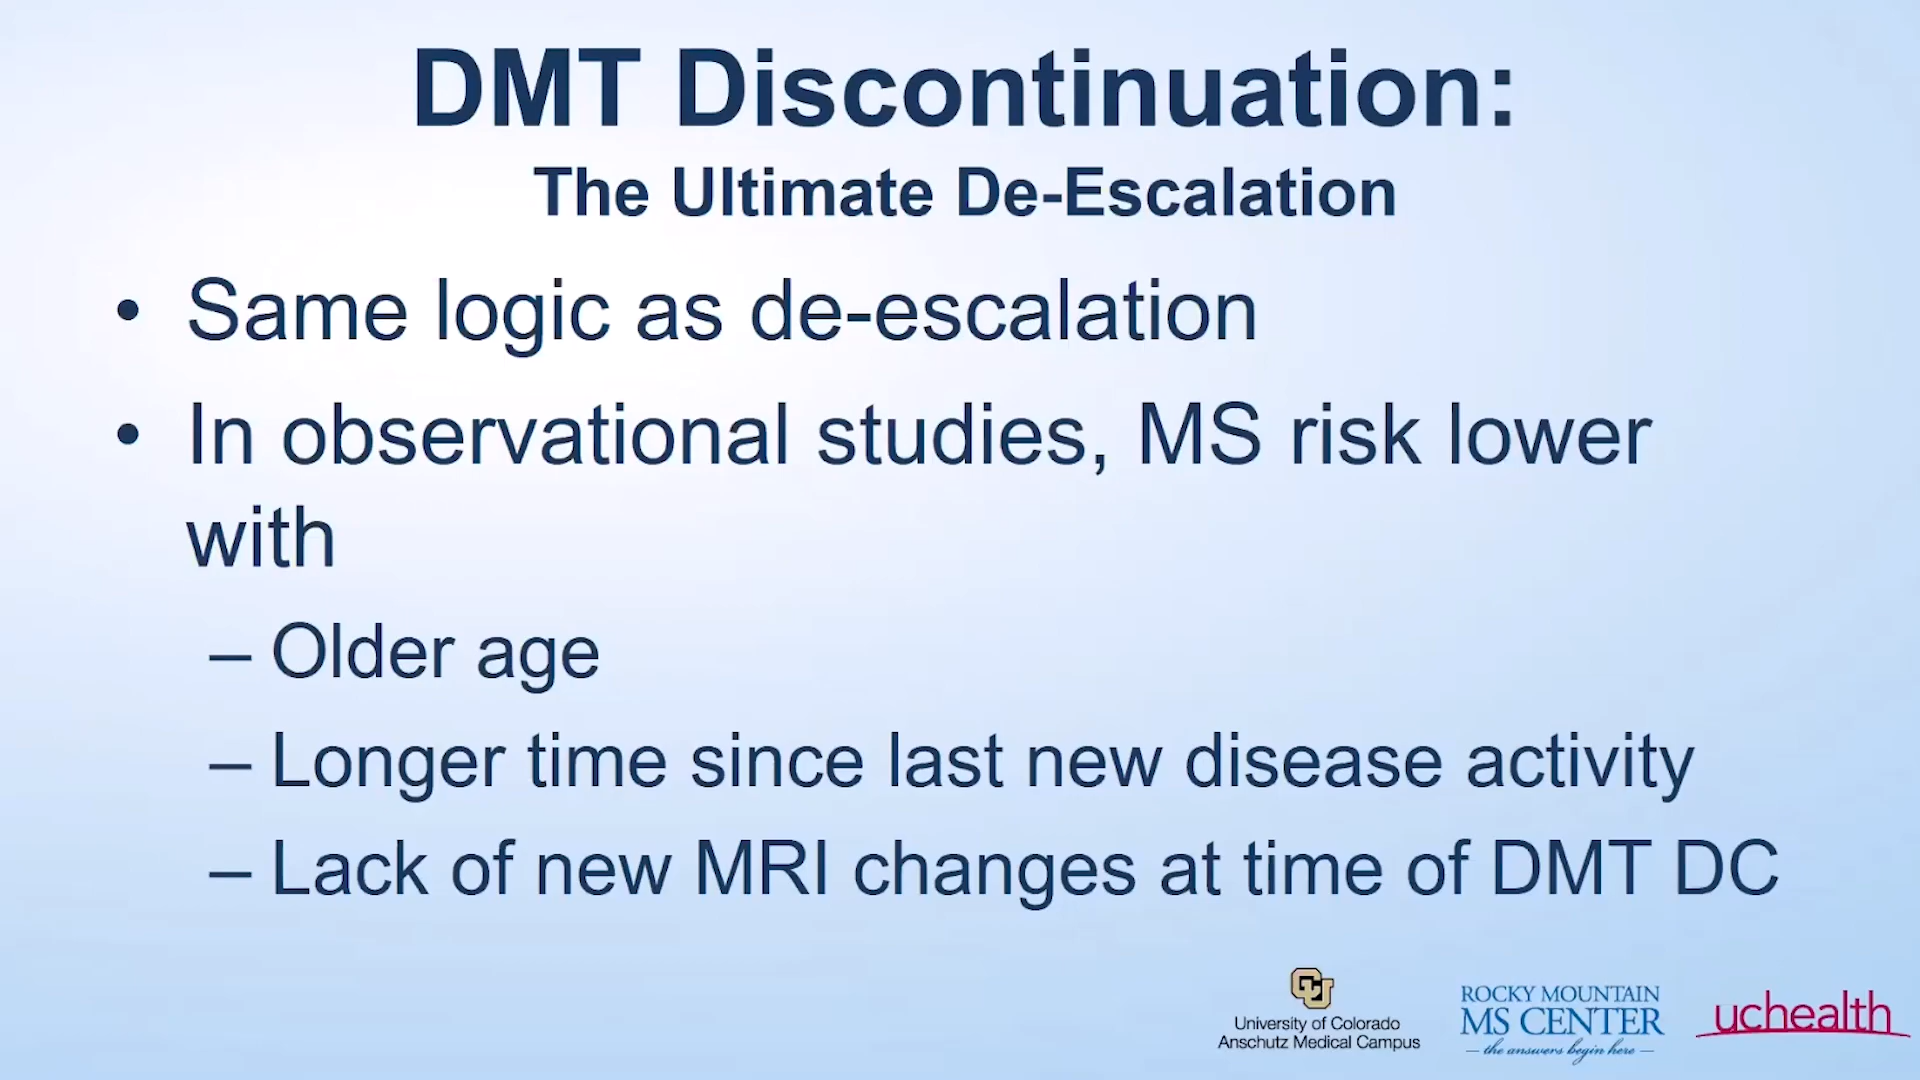 DMT Discontinuation:
The Ultimate De-Escalation
• Same logic as de-escalation
• In observational studies, MS risk lower
with
– Older age
– Longer time since last new disease activity
– Lack of new MRI changes at time of DMT DC
CU
University of Colorado
Anschutz Medical Campus
ROCKY MOUNTAIN
MS CENTER
— the answers begin here —
uchealth